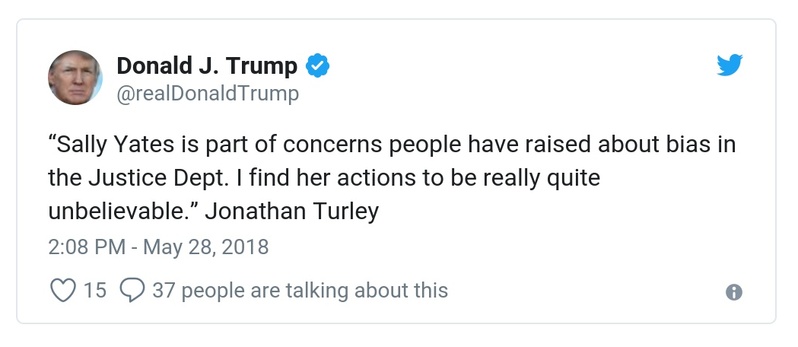 Donald J. Trump
@realDonaldTrump
“Sally Yates is part of concerns people have raised about bias in
the Justice Dept. I find her actions to be really quite
unbelievable.” Jonathan Turley
2:08 PM - May 28, 2018
15 37 people are talking about this